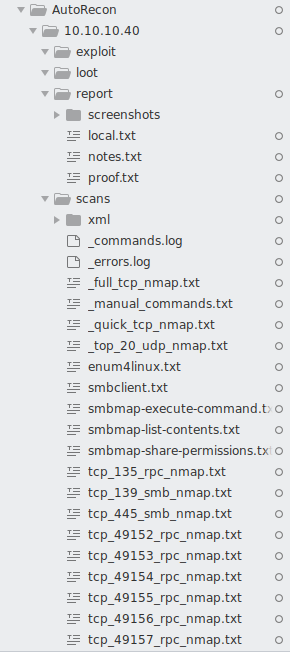 AutoRecon
10.10.10.40
exploit
loot
report
screenshots
local.txt
notes.txt
proof.txt
scans
xml
_commands.log
_errors.log
_full_tcp_nmap.txt
_manual_commands.txt
_quick_tcp_nmap.txt
_top_20_udp_nmap.txt
enum4linux.txt
smbclient.txt
smbmap-execute-command.t
smbmap-list-contents.txt
smbmap-share-permissions.txt
tcp_135_rpc_nmap.txt
tcp_139_smb_nmap.txt
tcp_445_smb_nmap.txt
tcp_49152_rpc_nmap.txt
tcp_49153_rpc_nmap.txt
tcp_49154_rpc_nmap.txt
tcp_49155_rpc_nmap.txt
tcp_49156_rpc_nmap.txt
tcp_49157_rpc_nmap.txt